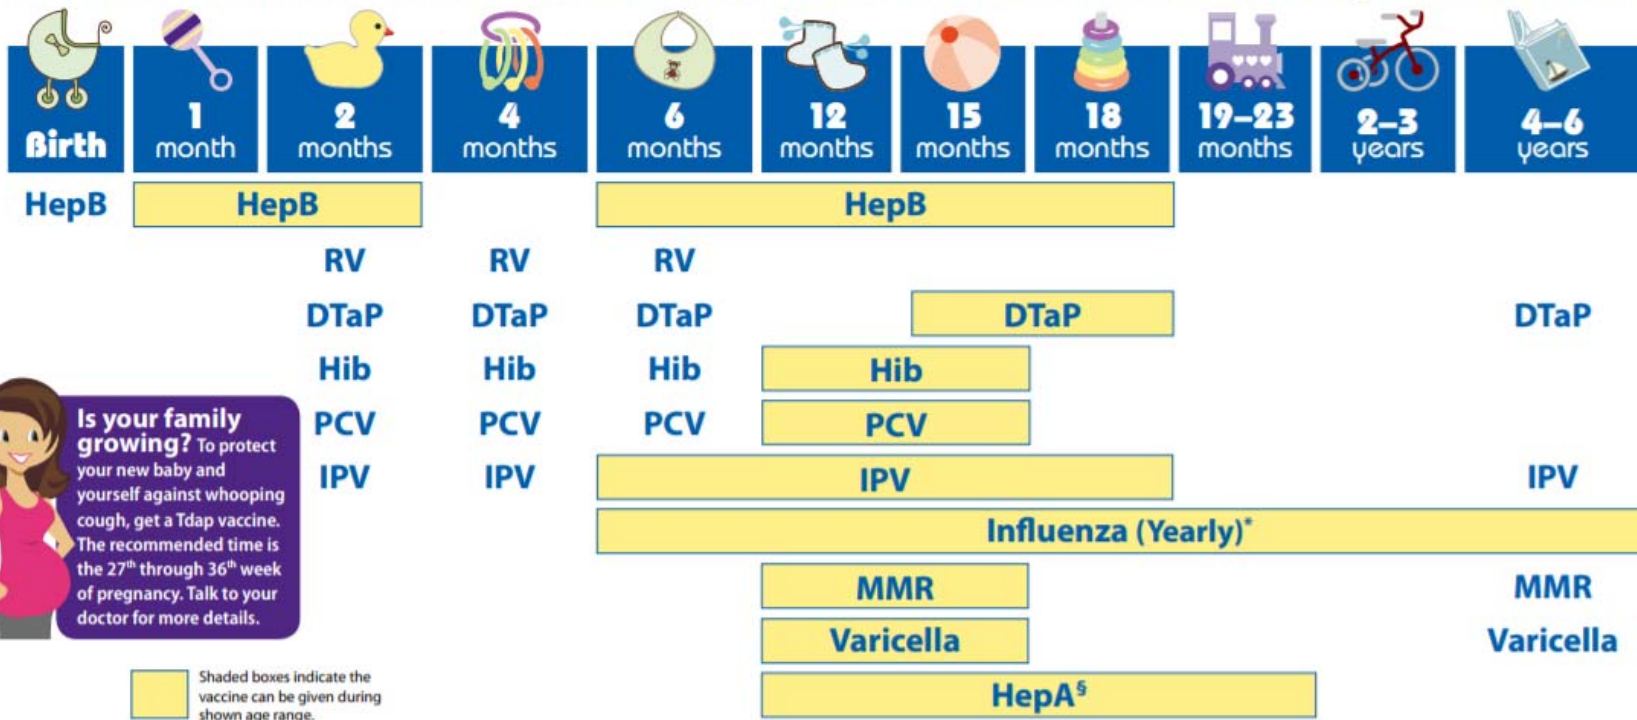 Birth
1 month
2 months
4 months
6 months
12 months
15 months
18 months
19–23 months
2–3 years
4–6 years
HepB HepB HepB
RV RV RV
DTaP DTaP DTaP DTaP DTaP
Hib Hib Hib Hib
PCV PCV PCV PCV
IPV IPV IPV IPV
Influenza (Yearly)*
MMR MMR
Varicella Varicella
HepA§
Is your family
growing? To protect
your new baby and
yourself against whooping
cough, get a Tdap vaccine.
The recommended time is
the 27th through 36th week
of pregnancy. Talk to your
doctor for more details.
Shaded boxes indicate the
vaccine can be given during
shown age range.